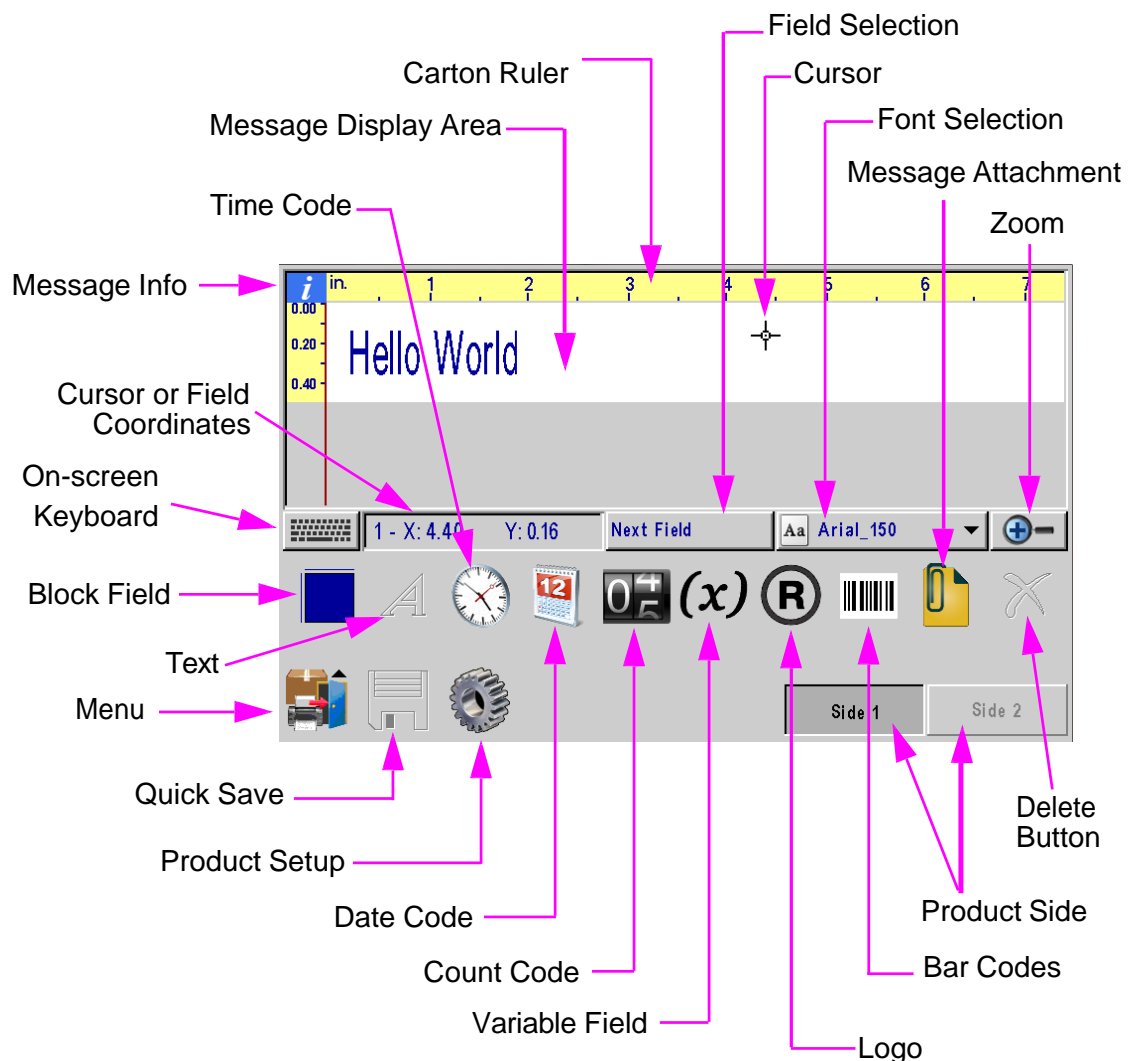 Field Selection
Carton Ruler
Cursor
Message Display Area
Font Selection
Message Attachment
Time Code
Zoom
Message Info
i in. 1 2 3 4 5 6 7
0.00
0.20
0.40
Hello World
Cursor or Field
Coordinates
On-screen
Keyboard
1 - X: 4.40 Y: 0.16 Next Field Aa Arial_150
Block Field
A 12 04 5 (x) R
Text
Menu
Side 1 Side 2
Quick Save
Delete
Button
Product Setup
Date Code
Product Side
Count Code
Bar Codes
Variable Field
Logo